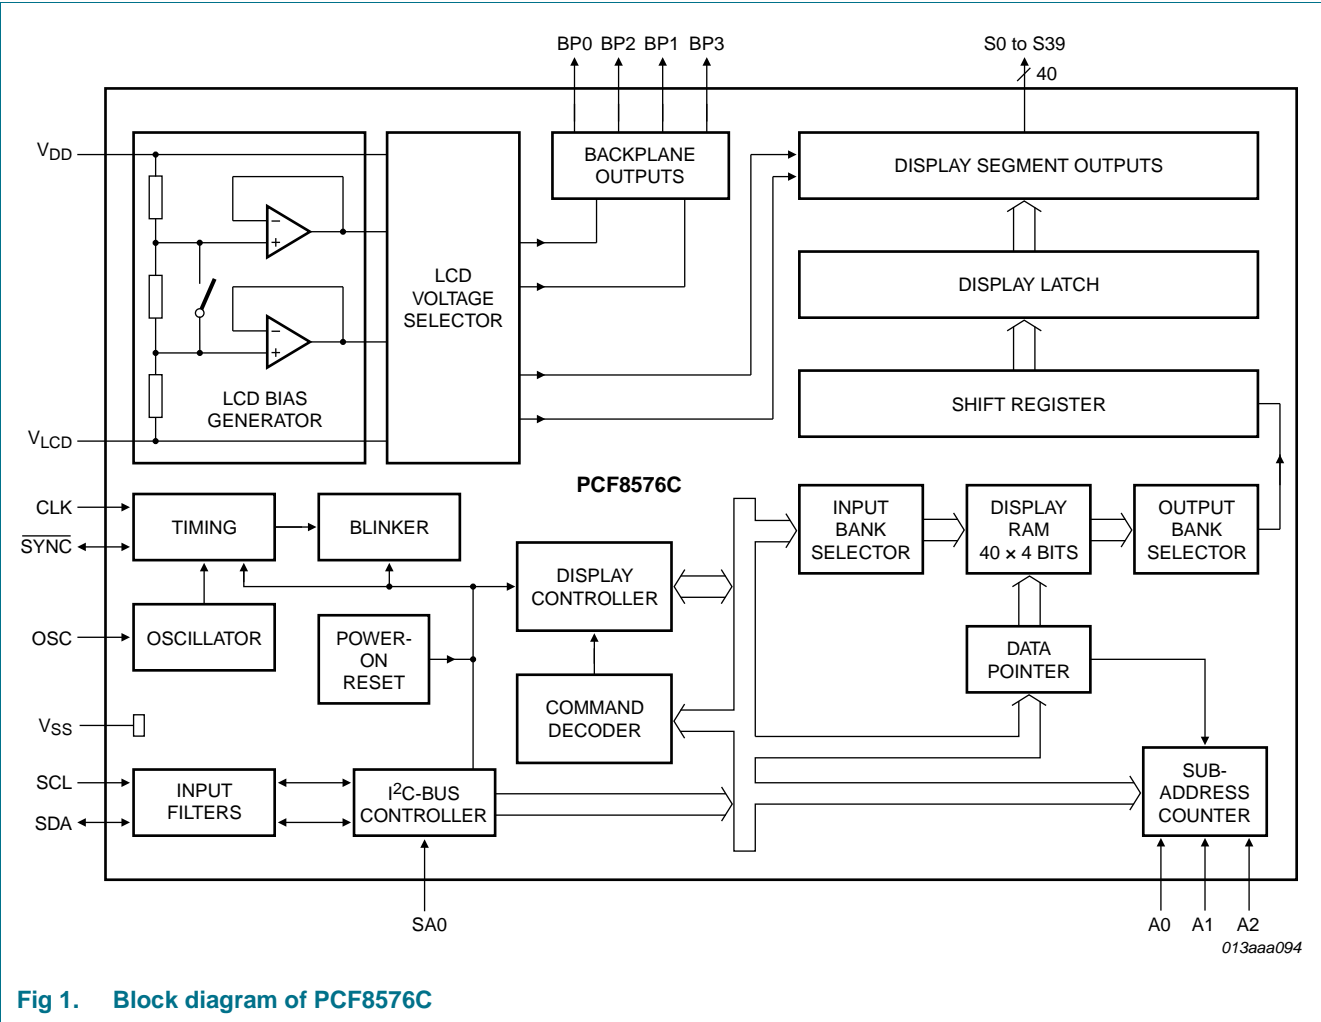 BP0 BP2 BP1 BP3
S0 to S39
40
VDD
BACKPLANE
OUTPUTS
DISPLAY SEGMENT OUTPUTS
−
+
LCD
VOLTAGE
SELECTOR
DISPLAY LATCH
−
+
LCD BIAS
GENERATOR
SHIFT REGISTER
VLCD
PCF8576C
CLK
SYNC
TIMING
BLINKER
INPUT
BANK
SELECTOR
DISPLAY
RAM
40 × 4 BITS
OUTPUT
BANK
SELECTOR
DISPLAY
CONTROLLER
OSC
OSCILLATOR
POWER-
ON
RESET
DATA
POINTER
COMMAND
DECODER
VSS
SCL
SDA
INPUT
FILTERS
I2C-BUS
CONTROLLER
SUB-
ADDRESS
COUNTER
SA0
A0 A1 A2
013aaa094
Fig 1. Block diagram of PCF8576C